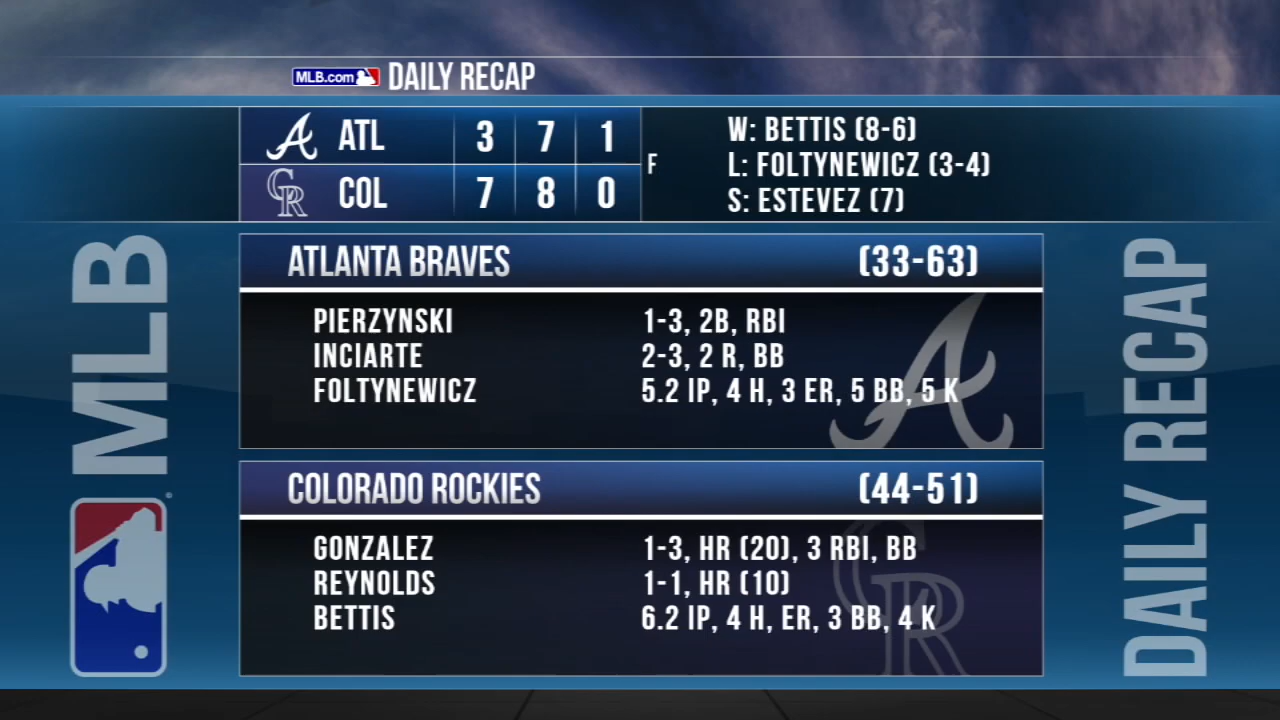 MLB.com DAILY RECAP
ATL 3 7 1
COL 7 8 0
F
W: BETTIS (8-6)
L: FOLTYNEWICZ (3-4)
S: ESTEVEZ (7)
MLB
ATLANTA BRAVES (33-63)
PIERZYNSKI 1-3, 2B, RBI
INCIARTE 2-3, 2 R, BB
FOLTYNEWICZ 5.2 IP, 4 H, 3 ER, 5 BB, 5 K
COLORADO ROCKIES (44-51)
GONZALEZ 1-3, HR (20), 3 RBI, BB
REYNOLDS 1-1, HR (10)
BETTIS 6.2 IP, 4 H, ER, 3 BB, 4 K
DAILY RECAP